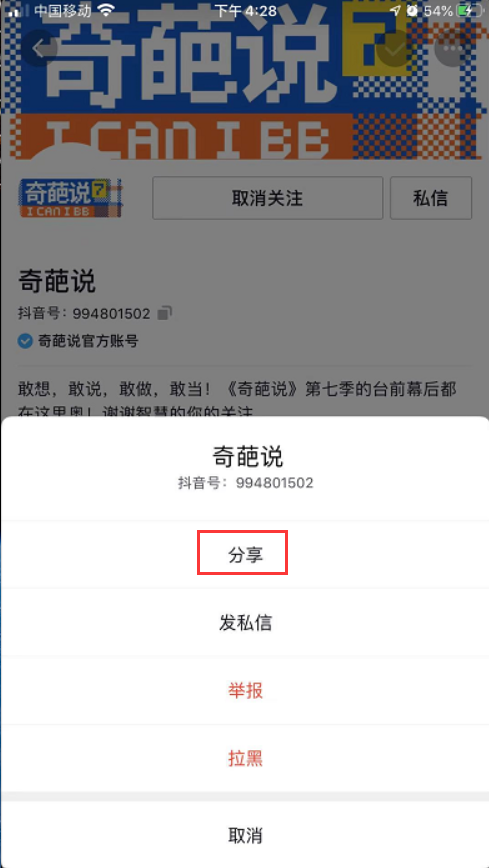 中国移动 下午4:28 54%
奇葩说7
I CAN I BB
奇葩说7
I CAN I BB
取消关注 私信
奇葩说
抖音号：994801502
奇葩说官方账号
敢想，敢说，敢做，敢当！《奇葩说》第七季的台前幕后都
在这里奥！谢谢智慧的你的关注
奇葩说
抖音号：994801502
分享
发私信
举报
拉黑
取消